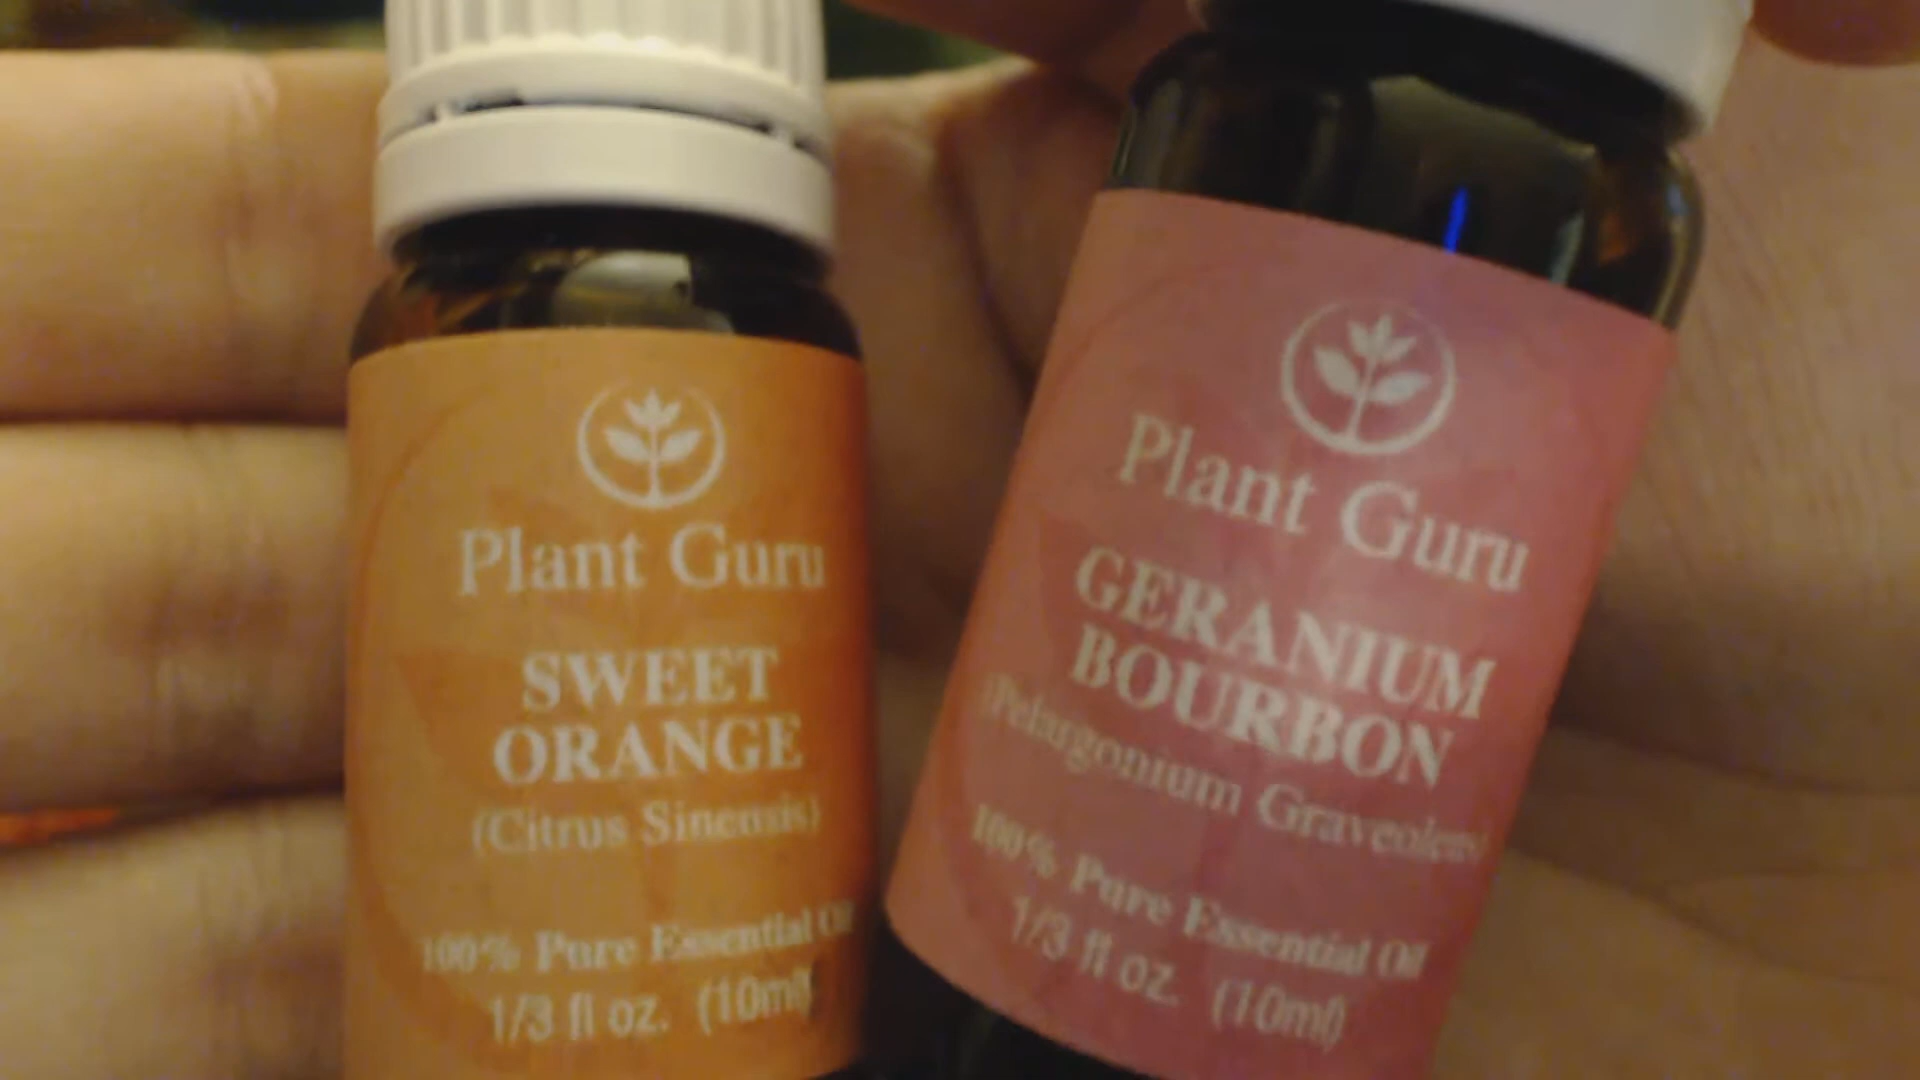 Plant Guru
SWEET
ORANGE
(Citrus Sinensis)
100% Pure Essential Oil
1/3 fl oz. (10ml)
Plant Guru
GERANIUM
BOURBON
(Pelargonium Graveolens
100% Pure Essential Oil
1/3 fl oz. (10ml)